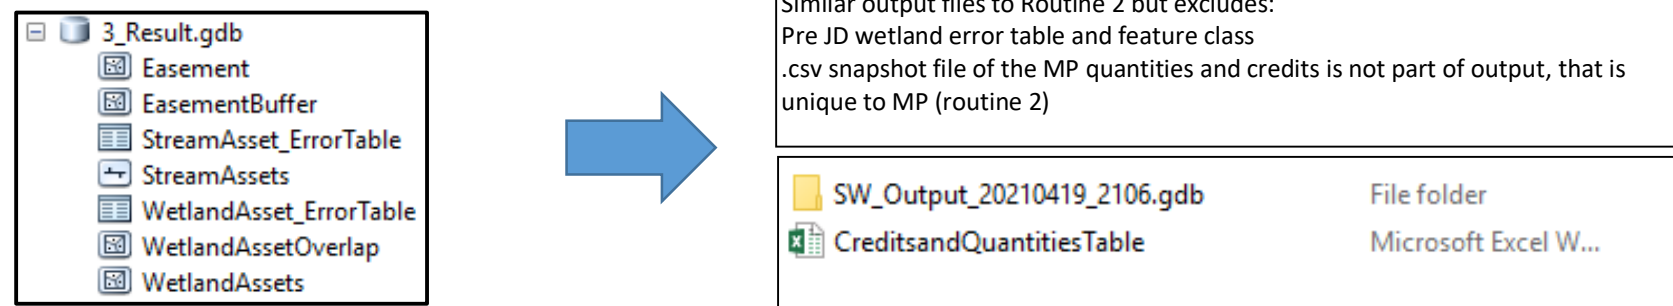 3_Result.gdb
Easement
EasementBuffer
StreamAsset_ErrorTable
StreamAssets
WetlandAsset_ErrorTable
WetlandAssetOverlap
WetlandAssets
Similar output files to Routine 2 but excludes:
Pre JD wetland error table and feature class
.csv snapshot file of the MP quantities and credits is not part of output, that is
unique to MP (routine 2)
SW_Output_20210419_2106.gdb File folder
CreditsandQuantitiesTable Microsoft Excel W...